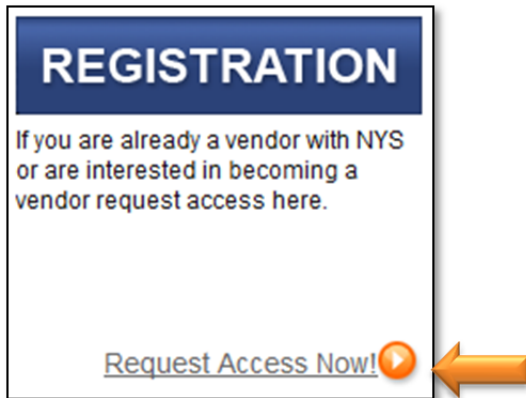 REGISTRATION
If you are already a vendor with NYS
or are interested in becoming a
vendor request access here.
Request Access Now!